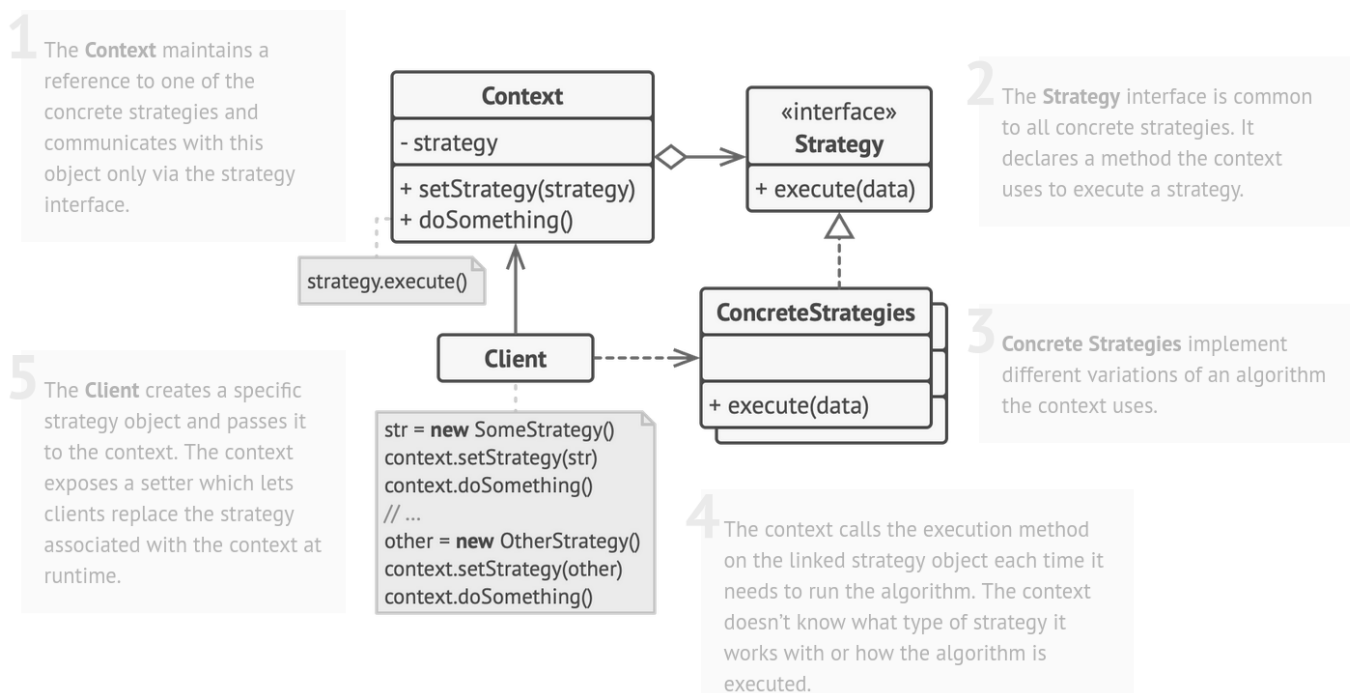 1
The Context maintains a
reference to one of the
concrete strategies and
communicates with this
object only via the strategy
interface.
Context
- strategy
+ setStrategy(strategy)
+ doSomething()
«interface»
Strategy
+ execute(data)
2
The Strategy interface is common
to all concrete strategies. It
declares a method the context
uses to execute a strategy.
strategy.execute()
Client
ConcreteStrategies
+ execute(data)
3
Concrete Strategies implement
different variations of an algorithm
the context uses.
5
The Client creates a specific
strategy object and passes it
to the context. The context
exposes a setter which lets
clients replace the strategy
associated with the context at
runtime.
str = new SomeStrategy()
context.setStrategy(str)
context.doSomething()
// ...
other = new OtherStrategy()
context.setStrategy(other)
context.doSomething()
4
The context calls the execution method
on the linked strategy object each time it
needs to run the algorithm. The context
doesn't know what type of strategy it
works with or how the algorithm is
executed.